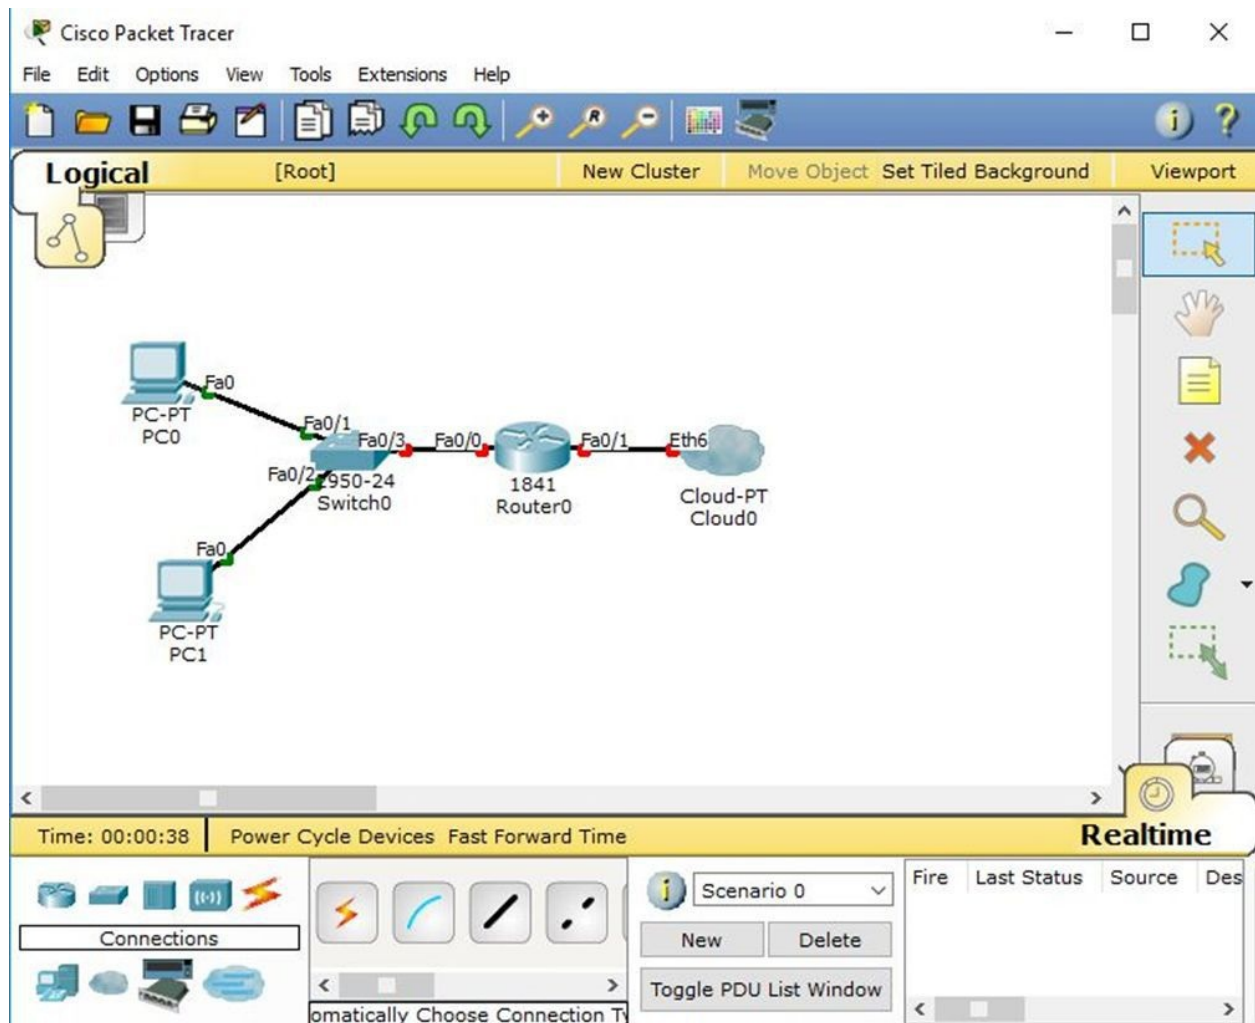 Cisco Packet Tracer
File Edit Options View Tools Extensions Help
R
i ?
Logical [Root] New Cluster Move Object Set Tiled Background Viewport
Fa0
PC-PT
PC0
Fa0/1
Fa0/3 Fa0/0 Fa0/1 Eth6
Fa0/2 2950-24
Switch0
1841
Router0
Cloud-PT
Cloud0
Fa0
PC-PT
PC1
Time: 00:00:38 Power Cycle Devices Fast Forward Time Realtime
Connections
omatically Choose Connection Ty
i Scenario 0
New Delete
Toggle PDU List Window
Fire Last Status Source Des